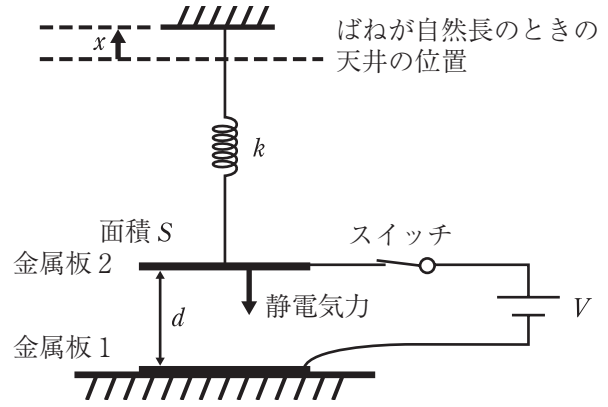 ばねが自然長のときの
天井の位置
x
k
面積 S
スイッチ
金属板 2
静電気力
d
V
金属板 1